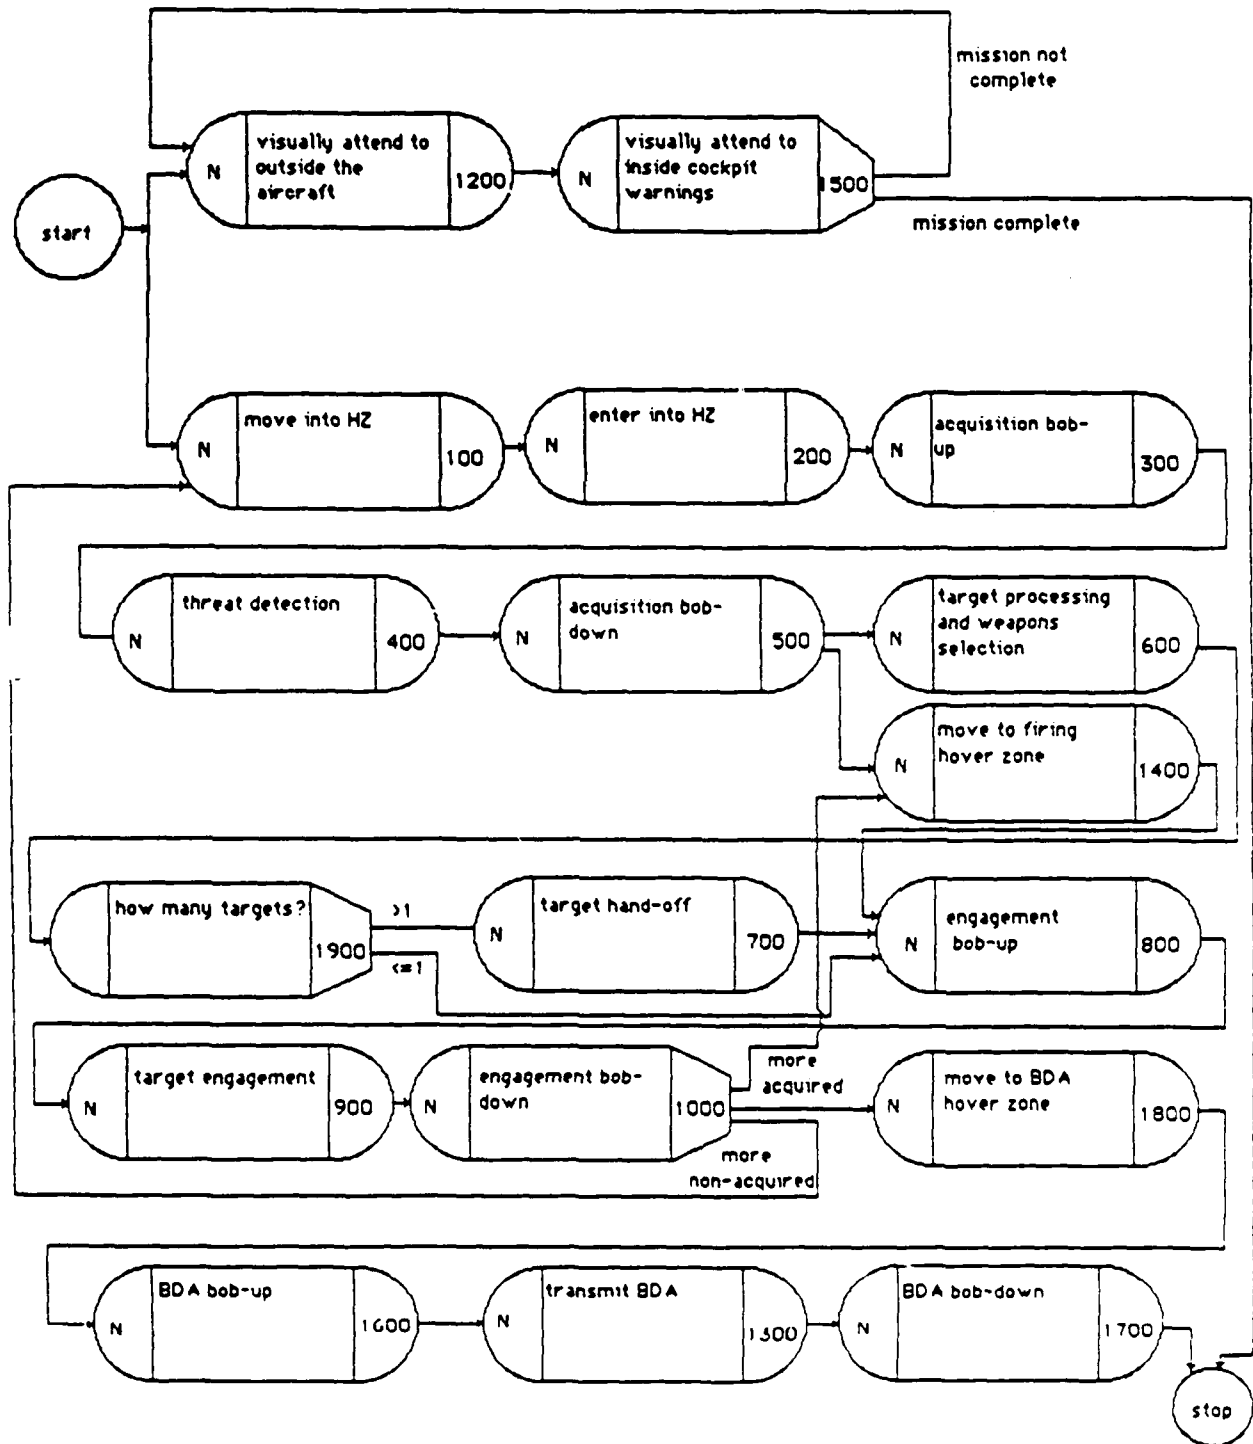 mission not
complete
N
visually attend to
outside the
aircraft
1200
N
visually attend to
inside cockpit
warnings
1500
mission complete
start
N
move into HZ
100
N
enter into HZ
200
N
acquisition bob-
up
300
N
threat detection
400
N
acquisition bob-
down
500
N
target processing
and weapons
selection
600
N
move to firing
hover zone
1400
how many targets?
1900
>1
<=1
N
target hand-off
700
N
engagement
bob-up
800
N
target engagement
900
N
engagement bob-
down
1000
more
acquired
more
non-acquired
N
move to BDA
hover zone
1800
N
BDA bob-up
1600
N
transmit BDA
1300
N
BDA bob-down
1700
stop